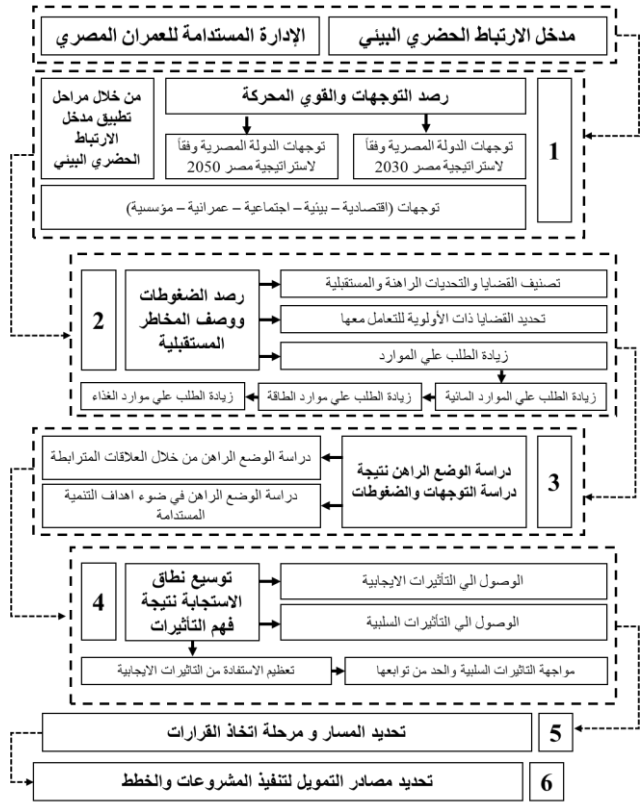 مدخل الارتباط الحضري البيئي
الإدارة المستدامة للعمران المصري
1
رصد التوجهات والقوي المحركة
من خلال مراحل
تطبيق مدخل
الارتباط
الحضري البيئي
توجهات الدولة المصرية وفقاً
لاستراتيجية مصر 2030
توجهات الدولة المصرية وفقاً
لاستراتيجية مصر 2050
توجهات (اقتصادية – بيئية – اجتماعية – عمرانية – مؤسسية)
2
رصد الضغوطات
ووصف المخاطر
المستقبلية
تصنيف القضايا والتحديات الراهنة والمستقبلية
تحديد القضايا ذات الأولوية للتعامل معها
زيادة الطلب علي الموارد
زيادة الطلب علي الموارد المائية
زيادة الطلب علي موارد الطاقة
زيادة الطلب علي موارد الغذاء
3
دراسة الوضع الراهن نتيجة
دراسة التوجهات والضغوطات
دراسة الوضع الراهن من خلال العلاقات المترابطة
دراسة الوضع الراهن في ضوء اهداف التنمية
المستدامة
4
توسيع نطاق
الاستجابة نتيجة
فهم التأثيرات
الوصول الي التأثيرات الايجابية
الوصول الي التأثيرات السلبية
تعظيم الاستفادة من التاثيرات الايجابية
مواجهة التاثيرات السلبية والحد من توابعها
5
تحديد المسار و مرحلة اتخاذ القرارات
6
تحديد مصادر التمويل لتنفيذ المشروعات والخطط